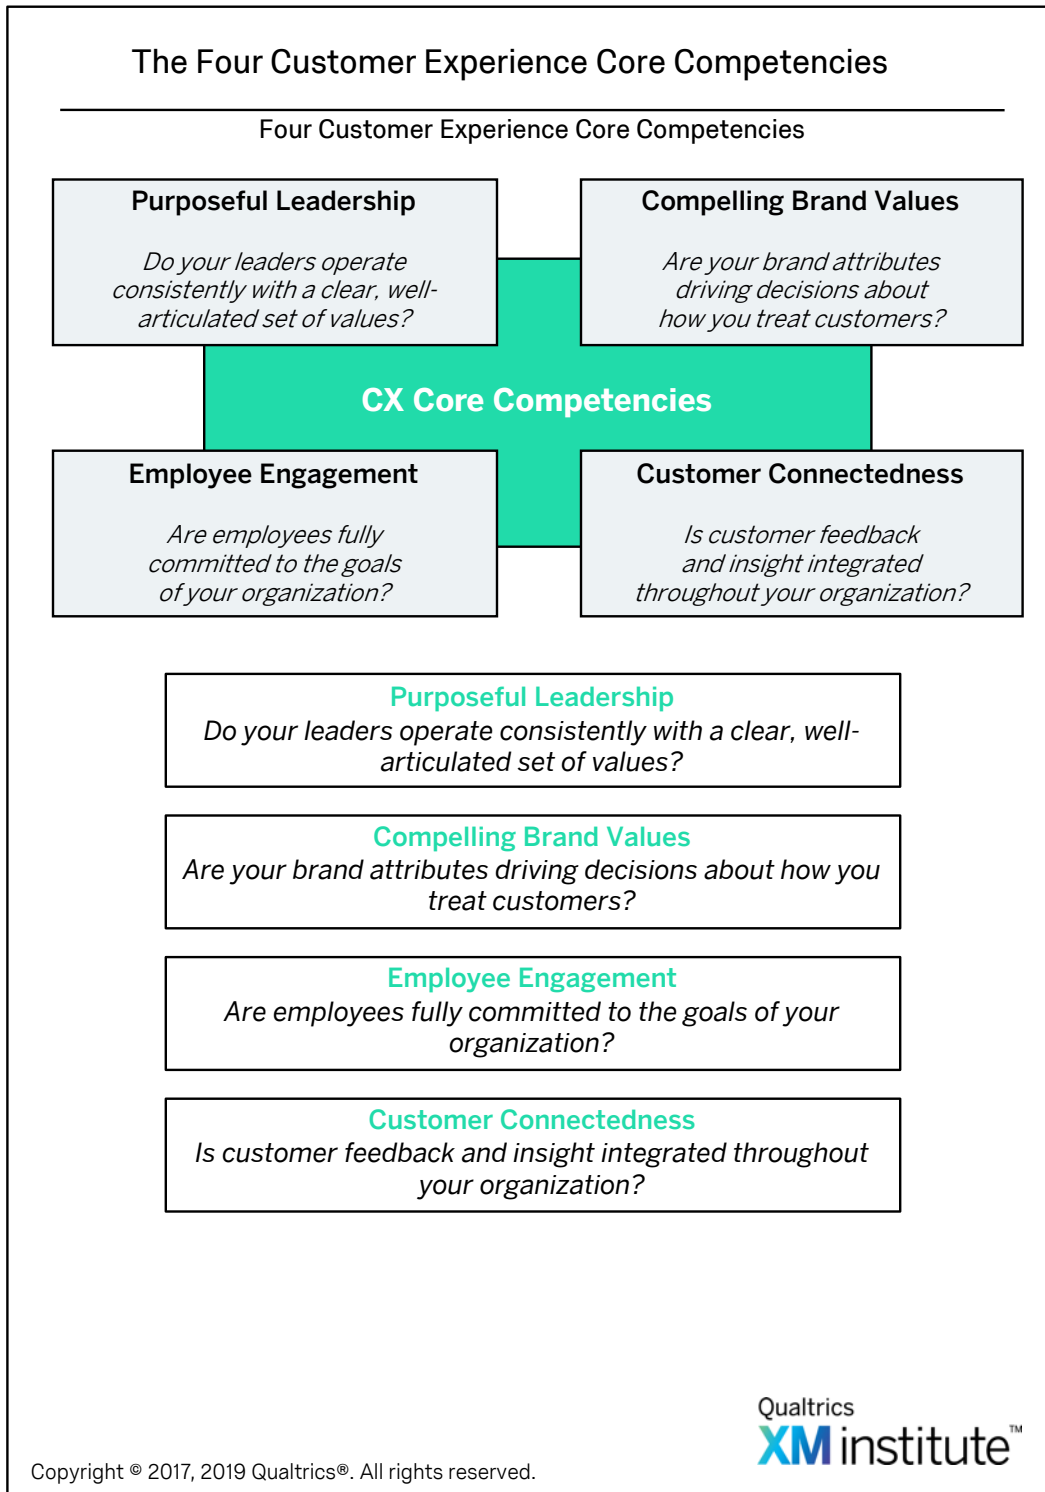 The Four Customer Experience Core Competencies
Four Customer Experience Core Competencies
Purposeful Leadership
Do your leaders operate
consistently with a clear, well-
articulated set of values?
Compelling Brand Values
Are your brand attributes
driving decisions about
how you treat customers?
CX Core Competencies
Employee Engagement
Are employees fully
committed to the goals
of your organization?
Customer Connectedness
Is customer feedback
and insight integrated
throughout your organization?
Purposeful Leadership
Do your leaders operate consistently with a clear, well-
articulated set of values?
Compelling Brand Values
Are your brand attributes driving decisions about how you
treat customers?
Employee Engagement
Are employees fully committed to the goals of your
organization?
Customer Connectedness
Is customer feedback and insight integrated throughout
your organization?
Qualtrics
XM institute™
Copyright © 2017, 2019 Qualtrics®. All rights reserved.